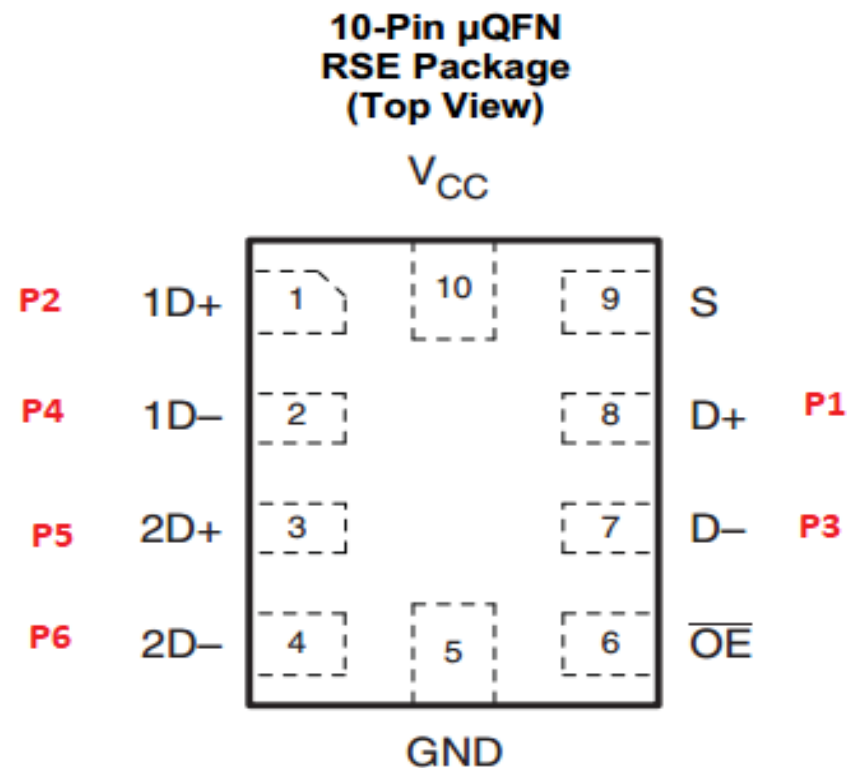 10-Pin µQFN
RSE Package
(Top View)
VCC
P2 1D+ 1 10 9 S
P4 1D– 2 8 D+ P1
P5 2D+ 3 7 D– P3
P6 2D– 4 5 6 O̅E̅
GND